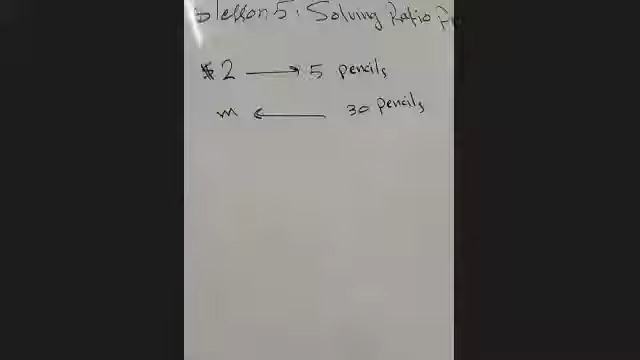 Lesson 5: Solving Ratio
$2 → 5 pencils
m ← 30 pencils